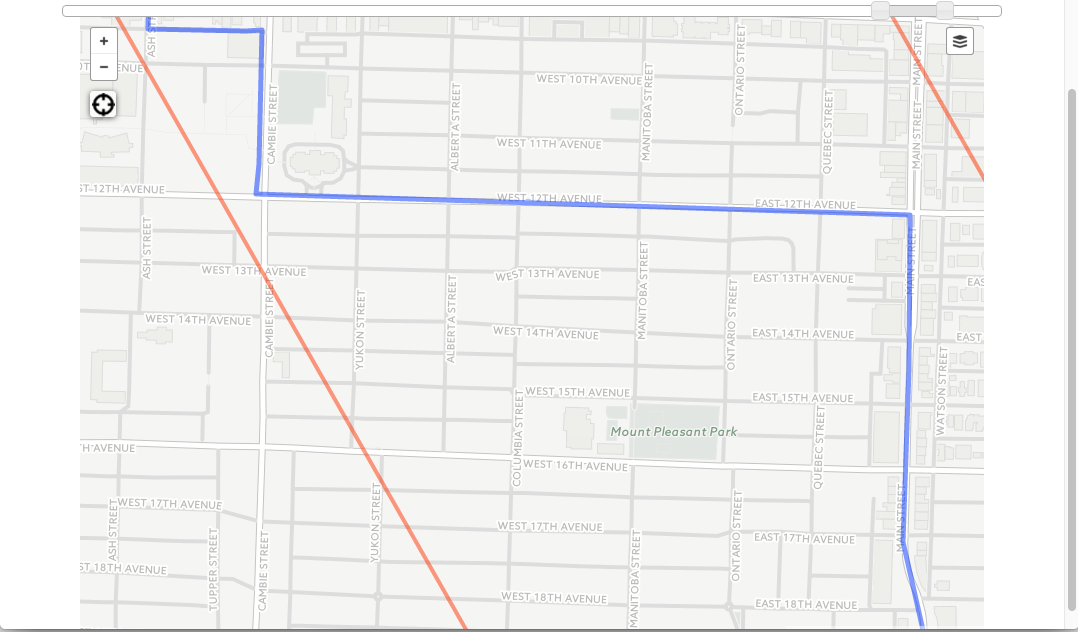 ASH ST
ONTARIO STREET
MAIN STREET
MAIN STREET
+
−
OTH AVENUE
WEST 10TH AVENUE
MANITOBA STREET
ALBERTA STREET
CAMBIE STREET
QUEBEC STREET
WEST 11TH AVENUE
ST 12TH AVENUE
WEST 12TH AVENUE
EAST 12TH AVENUE
ASH STREET
MAIN STREET
WEST 13TH AVENUE
WEST 13TH AVENUE
EAST 13TH AVENUE
EAS
CAMBIE STREET
YUKON STREET
ALBERTA STREET
MANITOBA STREET
ONTARIO STREET
WEST 14TH AVENUE
WEST 14TH AVENUE
EAST 14TH AVENUE
EAST
WATSON STREET
WEST 15TH AVENUE
EAST 15TH AVENUE
COLUMBIA STREET
Mount Pleasant Park
QUEBEC STREET
TH AVENUE
WEST 16TH AVENUE
WEST 17TH AVENUE
ASH STREET
YUKON STREET
WEST 17TH AVENUE
ONTARIO STREET
EAST 17TH AVENUE
MAIN STREET
ST 18TH AVENUE
TUPPER STREET
CAMBIE STREET
MANITOBA STREET
WEST 18TH AVENUE
EAST 18TH AVENUE